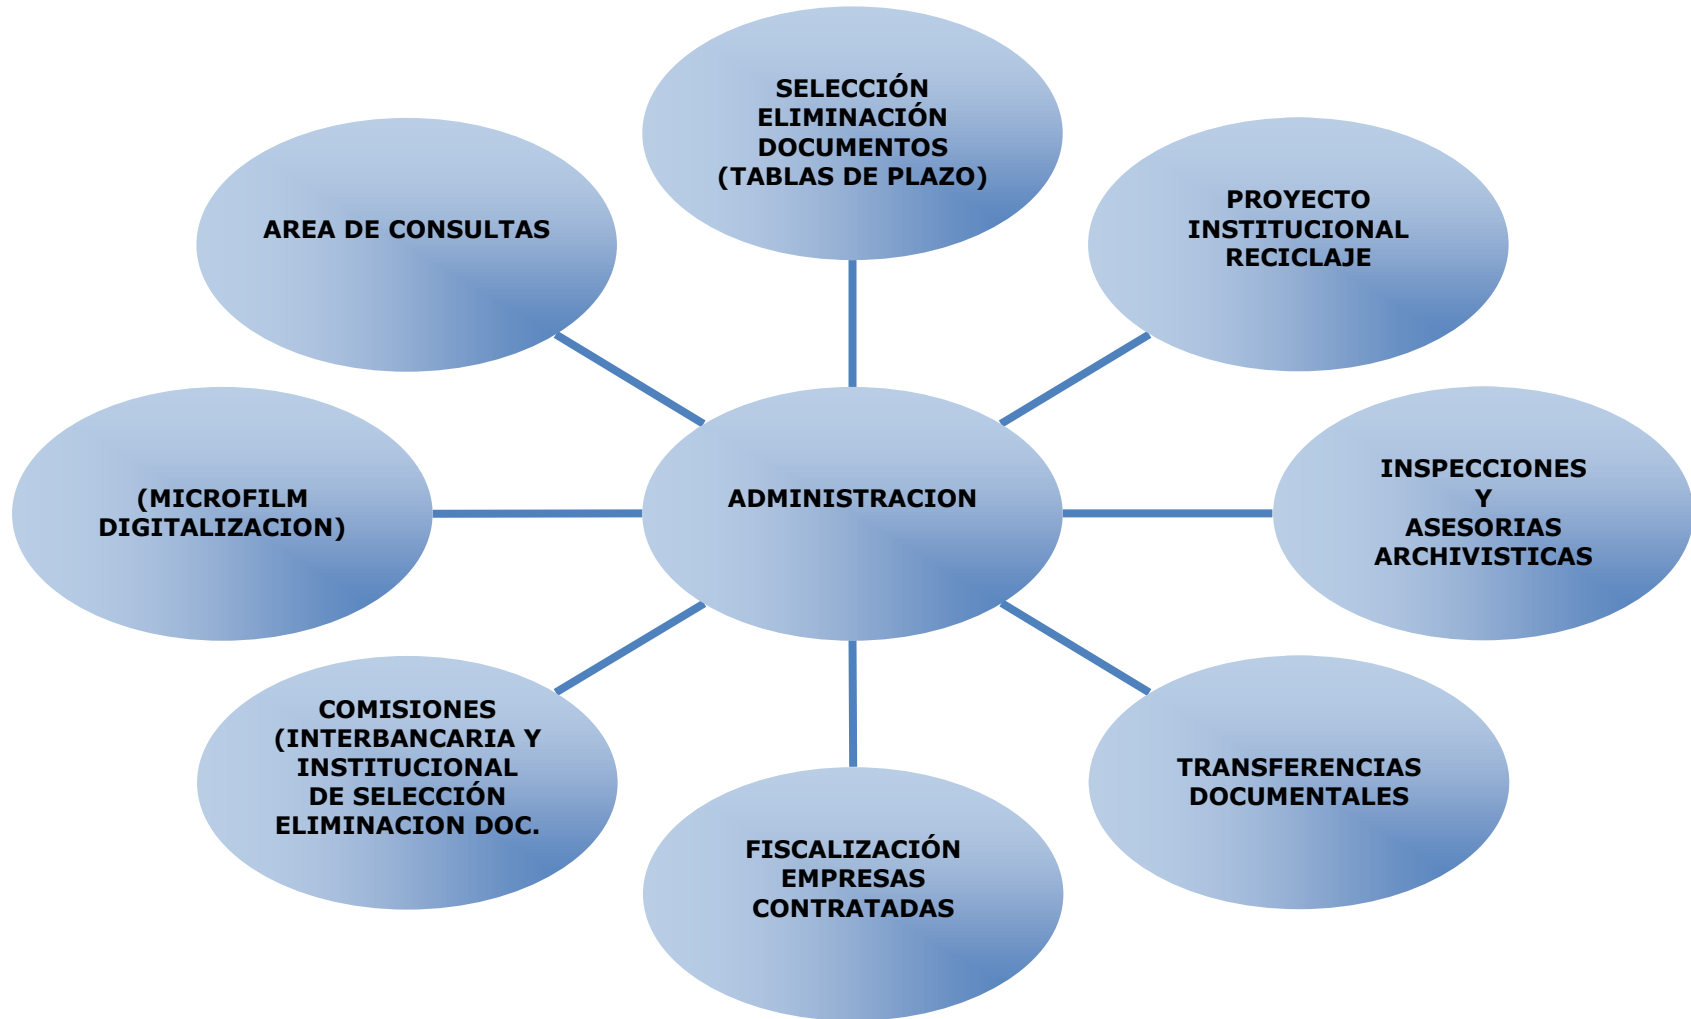 SELECCIÓN
ELIMINACIÓN
DOCUMENTOS
(TABLAS DE PLAZO)
PROYECTO
INSTITUCIONAL
RECICLAJE
AREA DE CONSULTAS
INSPECCIONES
Y
ASESORIAS
ARCHIVISTICAS
ADMINISTRACION
(MICROFILM
DIGITALIZACION)
COMISIONES
(INTERBANCARIA Y
INSTITUCIONAL
DE SELECCIÓN
ELIMINACION DOC.
TRANSFERENCIAS
DOCUMENTALES
FISCALIZACIÓN
EMPRESAS
CONTRATADAS